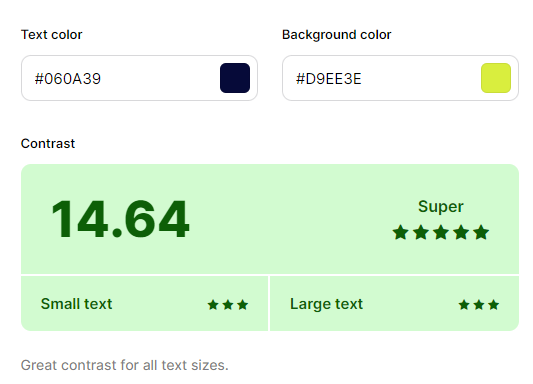 Text color
Background color
#060A39
#D9EE3E
Contrast
14.64
Super
Small text
Large text
Great contrast for all text sizes.